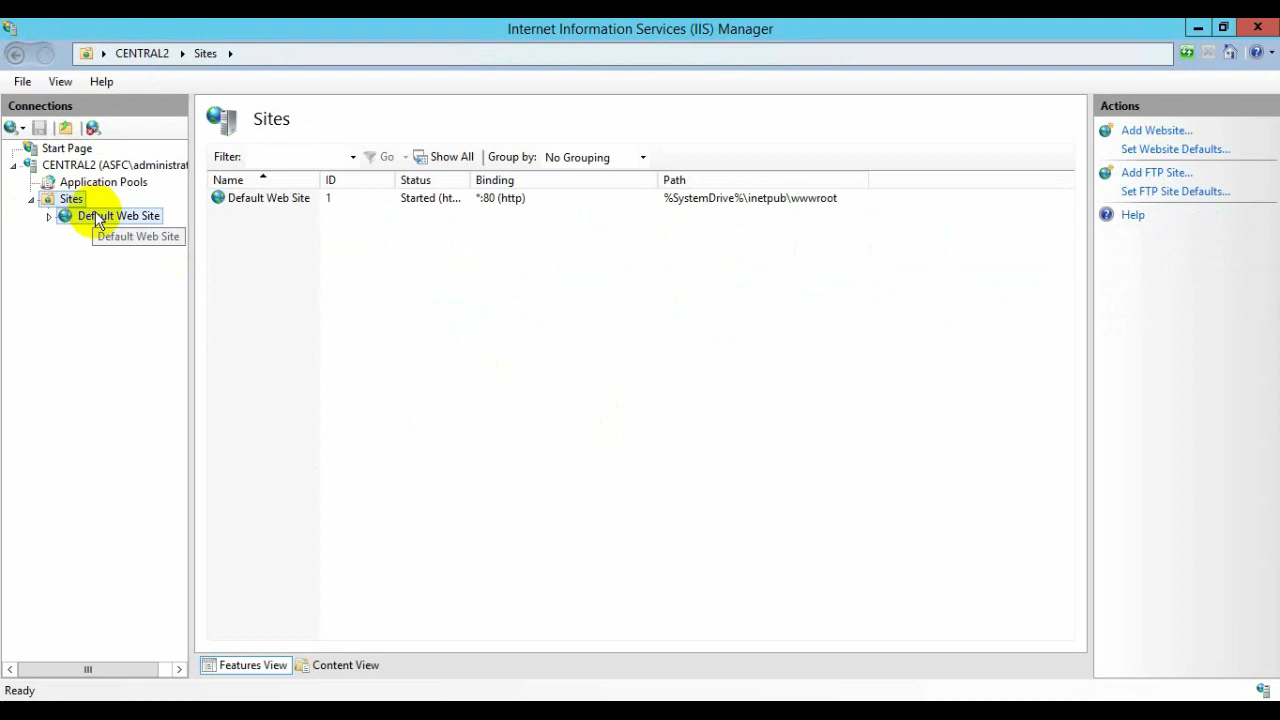 Internet Information Services (IIS) Manager
CENTRAL2 Sites
File View Help
Connections
Start Page
CENTRAL2 (ASFC\administrat
Application Pools
Sites
Default Web Site
Default Web Site
Sites
Filter: Go Show All Group by: No Grouping
Name ID Status Binding Path
Default Web Site 1 Started (ht... *:80 (http) %SystemDrive%\inetpub\wwwroot
Features View Content View
Actions
Add Website...
Set Website Defaults...
Add FTP Site...
Set FTP Site Defaults...
Help
Ready